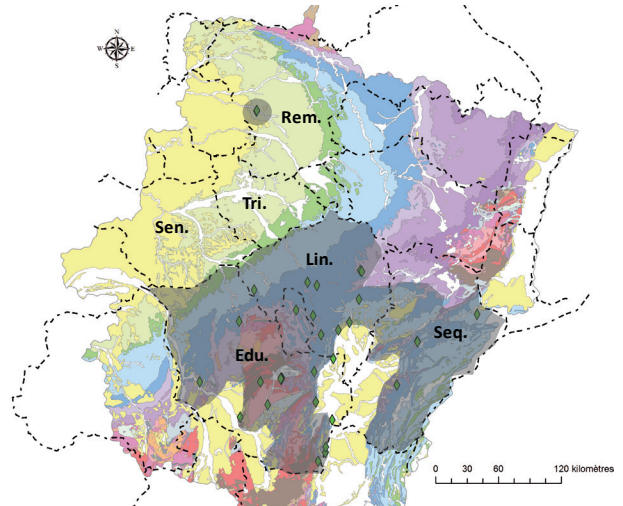 N
W E
S
Rem.
Tri.
Sen.
Lin.
Edu.
Seq.
0 30 60 120 kilomètres